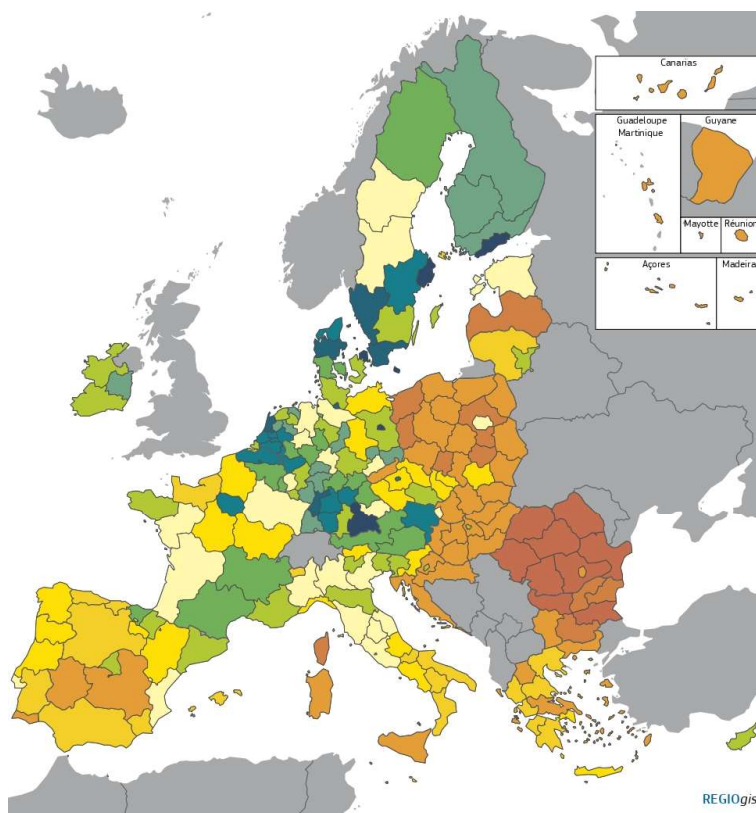 Canarias
Guadeloupe
Martinique
Guyane
Mayotte
Réunion
Açores
Madeira
REGIOgis